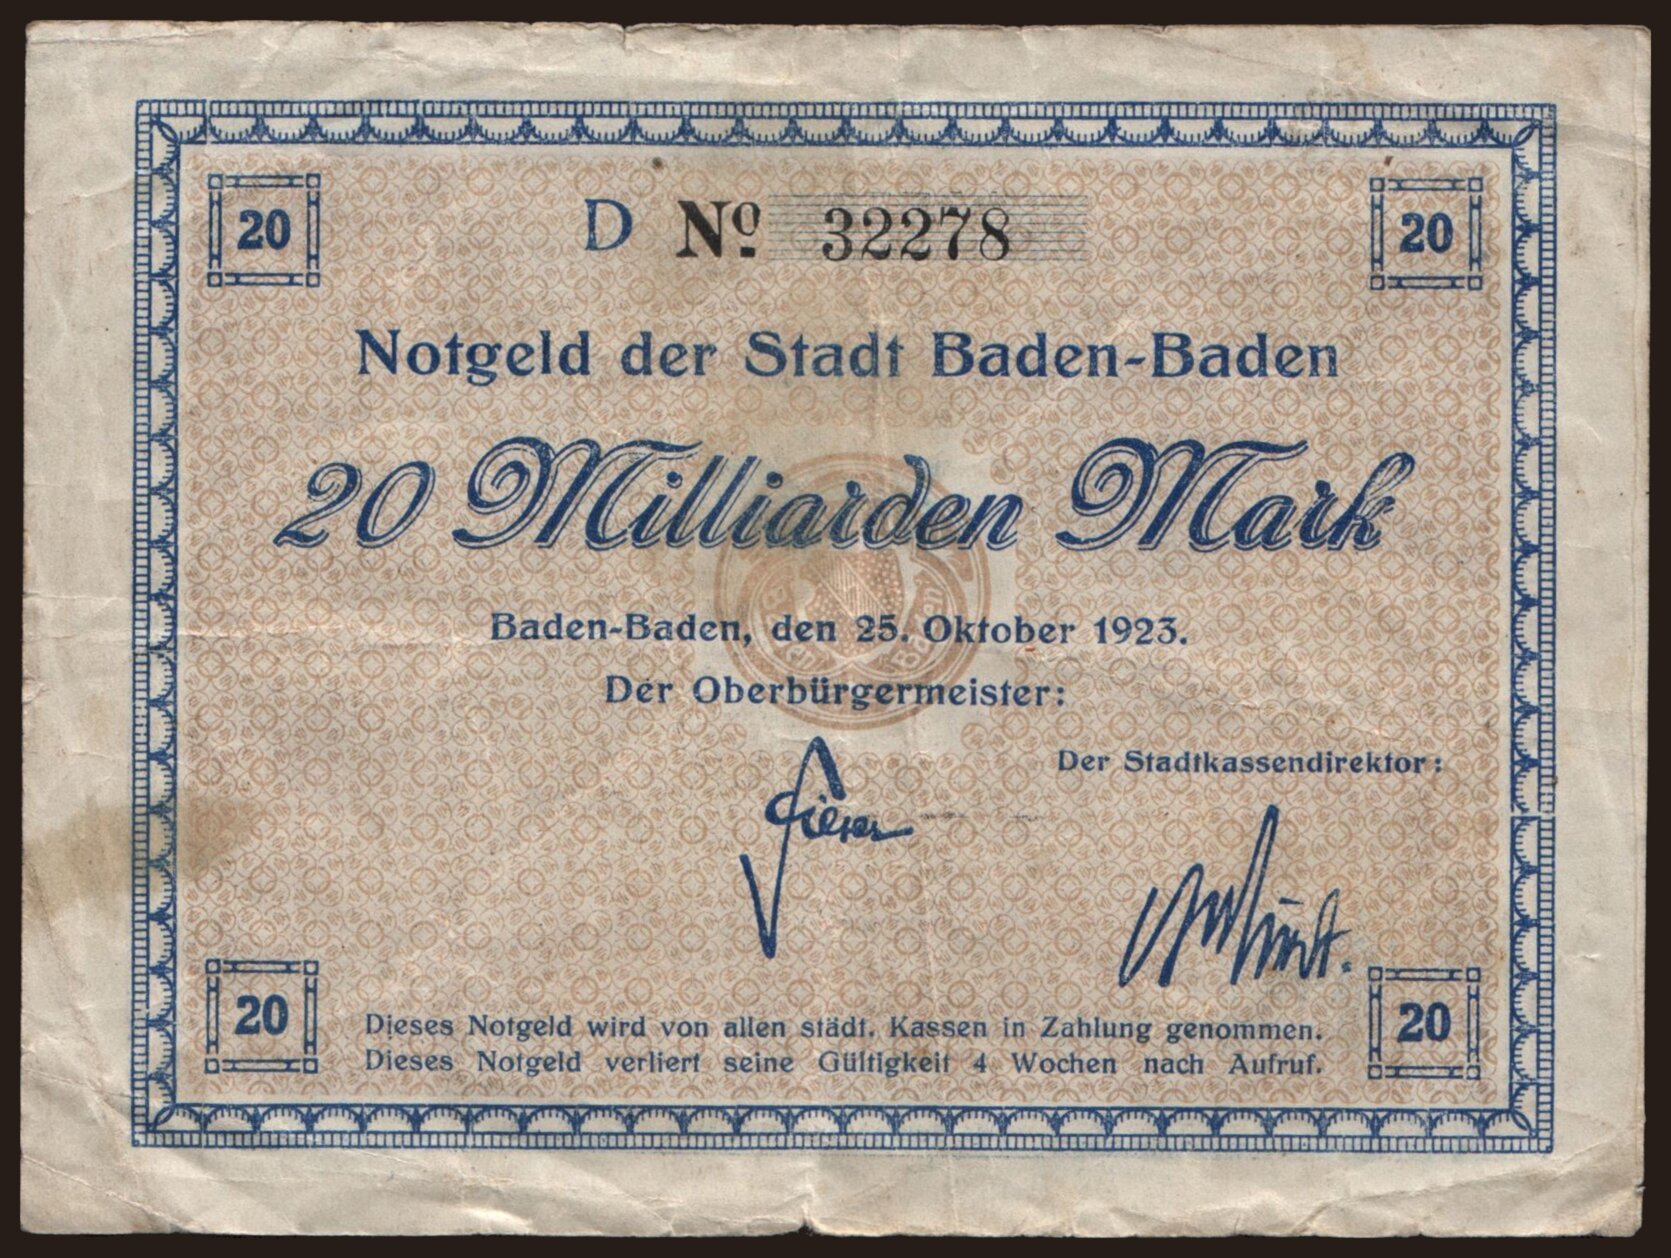 20
D Nº 32278
20
Notgeld der Stadt Baden-Baden
20 Milliarden Mark
Baden-Baden, den 25. Oktober 1923.
Der Oberbürgermeister:
Fieser
Der Stadtkassendirektor:
20
Dieses Notgeld wird von allen städt. Kassen in Zahlung genommen.
Dieses Notgeld verliert seine Gültigkeit 4 Wochen nach Aufruf.
20